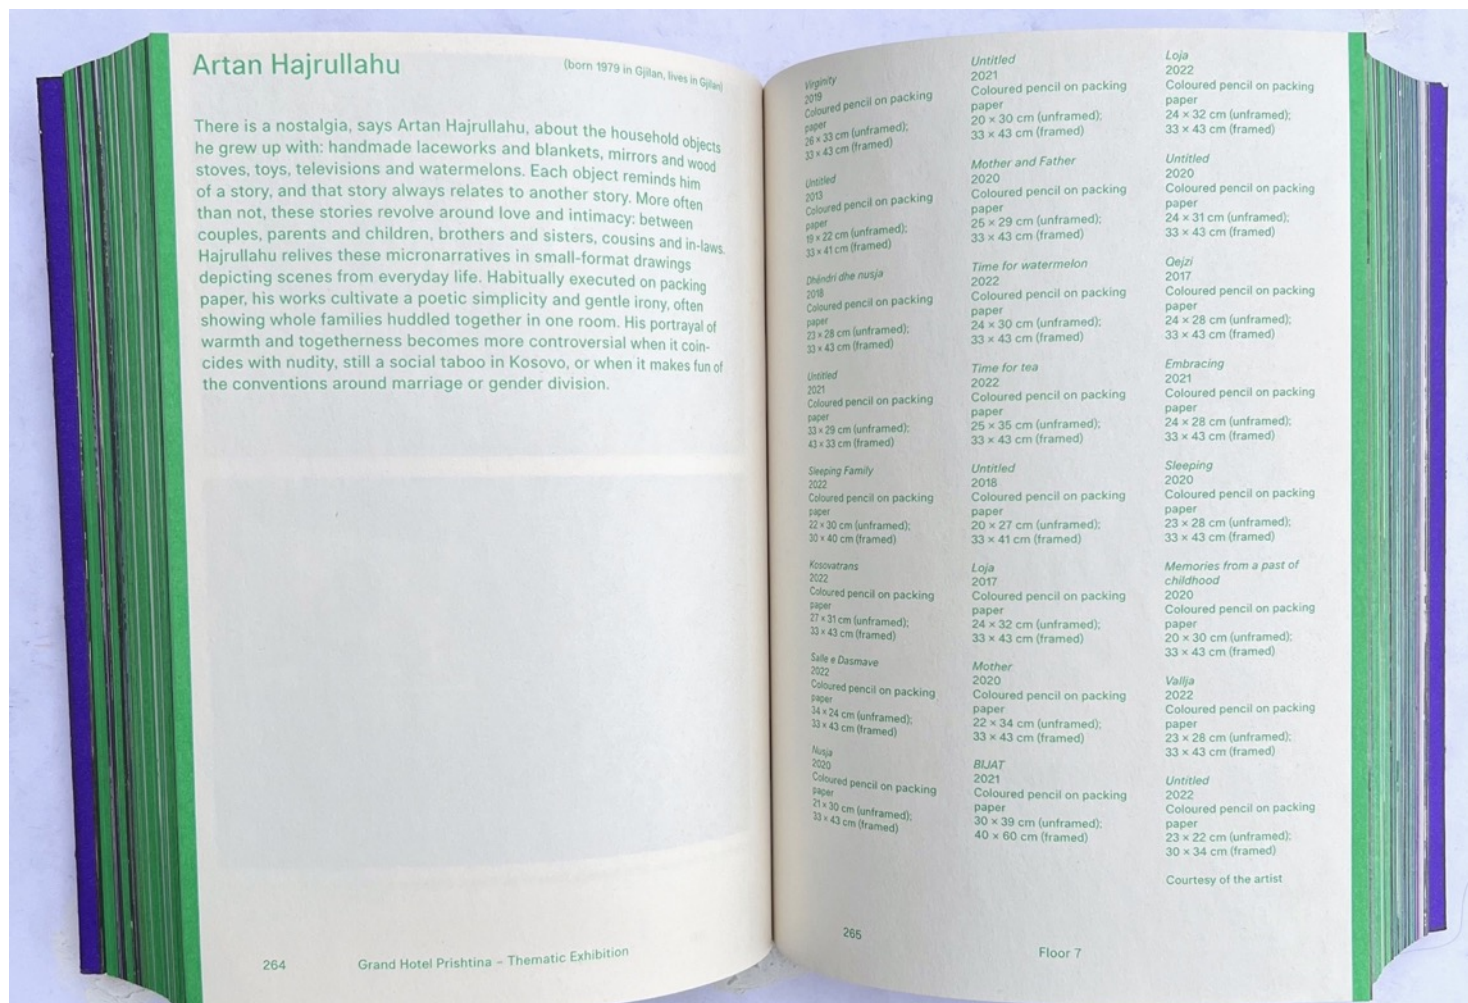 Artan Hajrullahu
(born 1979 in Gjilan, lives in Gjilan)
There is a nostalgia, says Artan Hajrullahu, about the household objects
he grew up with: handmade laceworks and blankets, mirrors and wood
stoves, toys, televisions and watermelons. Each object reminds him
of a story, and that story always relates to another story. More often
than not, these stories revolve around love and intimacy: between
couples, parents and children, brothers and sisters, cousins and in-laws.
Hajrullahu relives these micronarratives in small-format drawings
depicting scenes from everyday life. Habitually executed on packing
paper, his works cultivate a poetic simplicity and gentle irony, often
showing whole families huddled together in one room. His portrayal of
warmth and togetherness becomes more controversial when it coin-
cides with nudity, still a social taboo in Kosovo, or when it makes fun of
the conventions around marriage or gender division.
264
Grand Hotel Prishtina – Thematic Exhibition
Virginity
2019
Coloured pencil on packing
paper
26 × 33 cm (unframed);
33 × 43 cm (framed)
Untitled
2013
Coloured pencil on packing
paper
19 × 22 cm (unframed);
33 × 41 cm (framed)
Dhëndri dhe nusja
2018
Coloured pencil on packing
paper
23 × 28 cm (unframed);
33 × 43 cm (framed)
Untitled
2021
Coloured pencil on packing
paper
33 × 29 cm (unframed);
43 × 33 cm (framed)
Sleeping Family
2022
Coloured pencil on packing
paper
22 × 30 cm (unframed);
30 × 40 cm (framed)
Kosovatrans
2022
Coloured pencil on packing
paper
27 × 31 cm (unframed);
33 × 43 cm (framed)
Salle e Dasmave
2022
Coloured pencil on packing
paper
34 × 24 cm (unframed);
33 × 43 cm (framed)
Nusja
2020
Coloured pencil on packing
paper
21 × 30 cm (unframed);
33 × 43 cm (framed)
Untitled
2021
Coloured pencil on packing
paper
20 × 30 cm (unframed);
33 × 43 cm (framed)
Mother and Father
2020
Coloured pencil on packing
paper
25 × 29 cm (unframed);
33 × 43 cm (framed)
Time for watermelon
2022
Coloured pencil on packing
paper
24 × 30 cm (unframed);
33 × 43 cm (framed)
Time for tea
2022
Coloured pencil on packing
paper
25 × 35 cm (unframed);
33 × 43 cm (framed)
Untitled
2018
Coloured pencil on packing
paper
20 × 27 cm (unframed);
33 × 41 cm (framed)
Loja
2017
Coloured pencil on packing
paper
24 × 32 cm (unframed);
33 × 43 cm (framed)
Mother
2020
Coloured pencil on packing
paper
22 × 34 cm (unframed);
33 × 43 cm (framed)
BIJAT
2021
Coloured pencil on packing
paper
30 × 39 cm (unframed);
40 × 60 cm (framed)
Loja
2022
Coloured pencil on packing
paper
24 × 32 cm (unframed);
33 × 43 cm (framed)
Untitled
2020
Coloured pencil on packing
paper
24 × 31 cm (unframed);
33 × 43 cm (framed)
Qejzi
2017
Coloured pencil on packing
paper
24 × 28 cm (unframed);
33 × 43 cm (framed)
Embracing
2021
Coloured pencil on packing
paper
24 × 28 cm (unframed);
33 × 43 cm (framed)
Sleeping
2020
Coloured pencil on packing
paper
23 × 28 cm (unframed);
33 × 43 cm (framed)
Memories from a past of
childhood
2020
Coloured pencil on packing
paper
20 × 30 cm (unframed);
33 × 43 cm (framed)
Vallja
2022
Coloured pencil on packing
paper
23 × 28 cm (unframed);
33 × 43 cm (framed)
Untitled
2022
Coloured pencil on packing
paper
23 × 22 cm (unframed);
30 × 34 cm (framed)
Courtesy of the artist
265
Floor 7